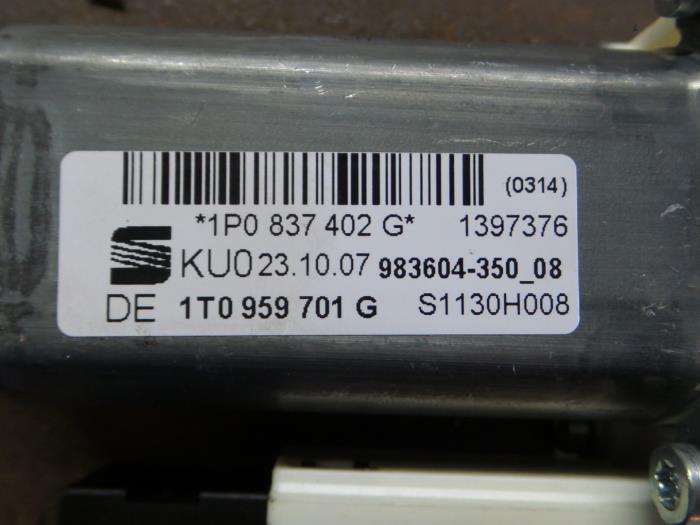 (0314)
*1P0 837 402 G* 1397376
KU0 23.10.07 983604-350_08
DE 1T0 959 701 G S1130H008